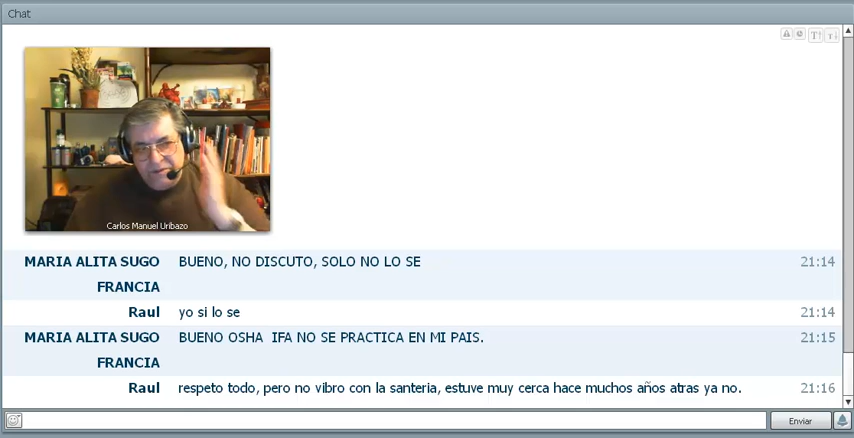 Chat
Carlos Manuel Uribazo
MARIA ALITA SUGO BUENO, NO DISCUTO, SOLO NO LO SE 21:14
FRANCIA
Raul yo si lo se 21:14
MARIA ALITA SUGO BUENO OSHA IFA NO SE PRACTICA EN MI PAIS. 21:15
FRANCIA
Raul respeto todo, pero no vibro con la santeria, estuve muy cerca hace muchos años atras ya no. 21:16
Enviar